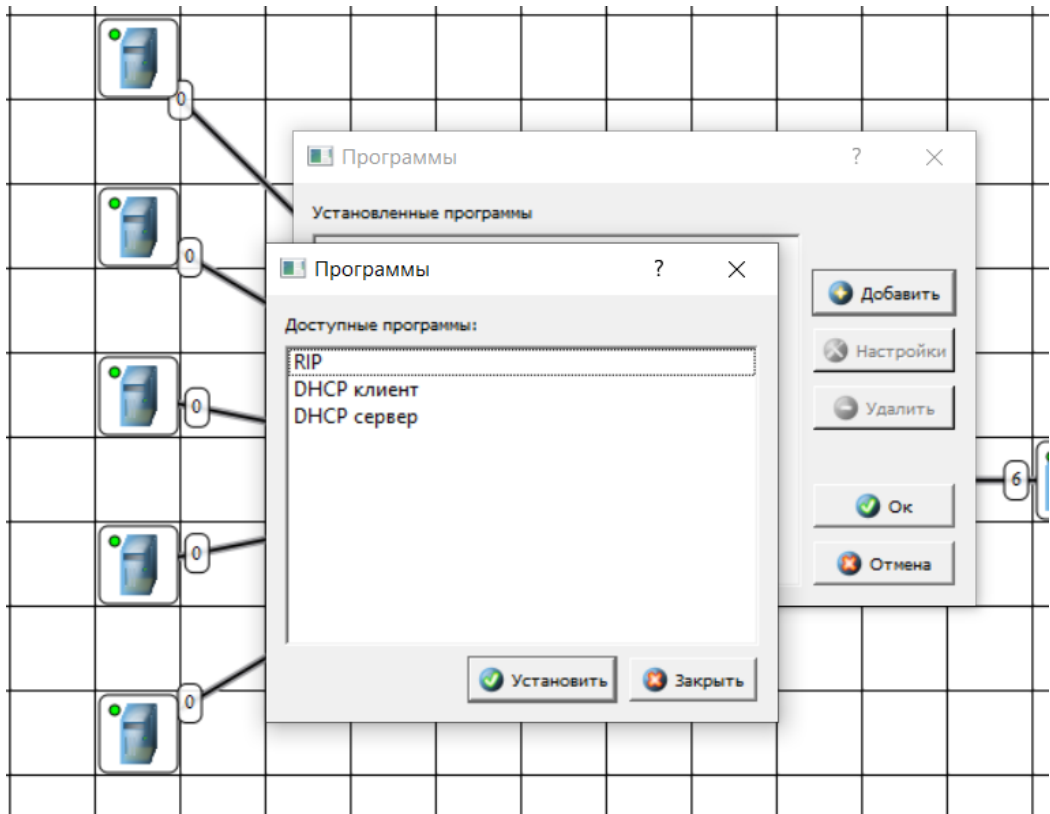 0
Программы
?
Установленные программы
0
Программы
?
Добавить
Доступные программы:
Настройки
RIP
DHCP клиент
DHCP сервер
0
Удалить
6
Ок
0
Отмена
Установить
Закрыть
0